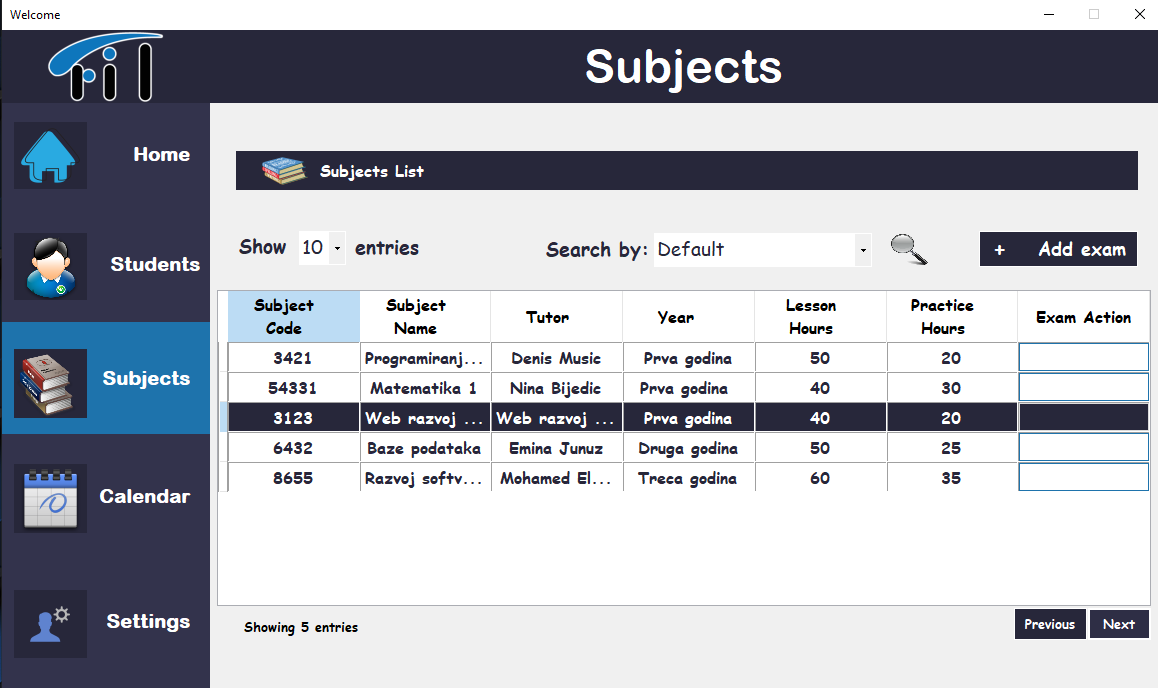 Welcome
FIT
Subjects
Home
Students
Subjects
Calendar
Settings
Subjects List
Show 10 entries
Search by: Default
+ Add exam
Subject Code Subject Name Tutor Year Lesson Hours Practice Hours Exam Action
3421 Programiranj... Denis Music Prva godina 50 20
54331 Matematika 1 Nina Bijedic Prva godina 40 30
3123 Web razvoj ... Web razvoj ... Prva godina 40 20
6432 Baze podataka Emina Junuz Druga godina 50 25
8655 Razvoj softv... Mohamed El... Treca godina 60 35
Showing 5 entries
Previous Next